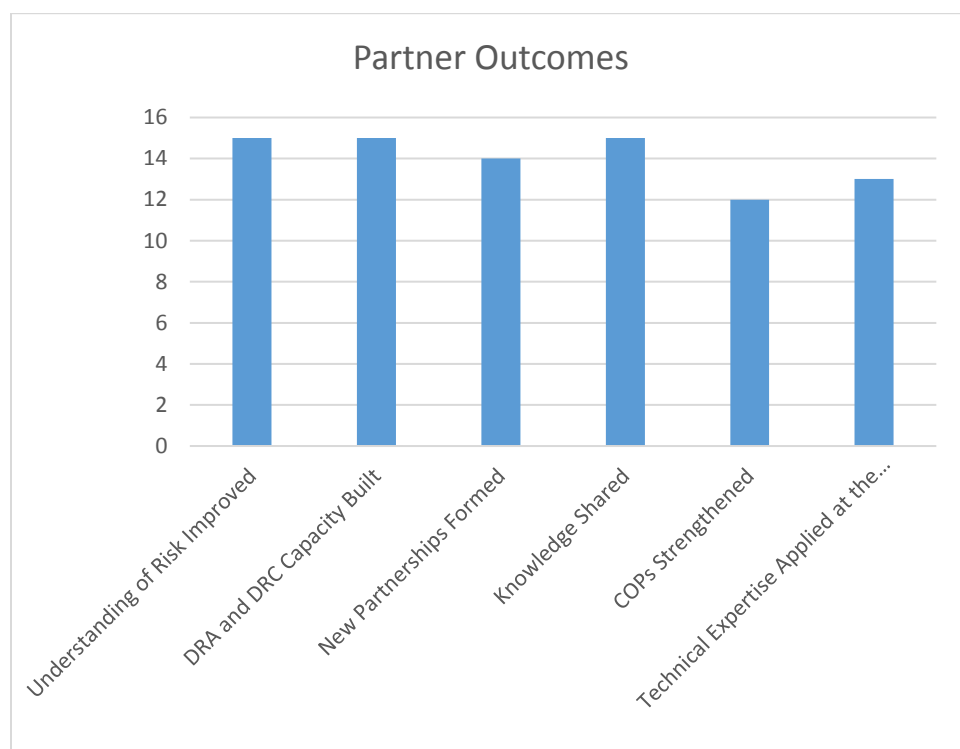 Partner Outcomes
16
14
12
10
8
6
4
2
0
Understanding of Risk Improved
DRA and DRC Capacity Built
New Partnerships Formed
Knowledge Shared
COPs Strengthened
Technical Expertise Applied at the...